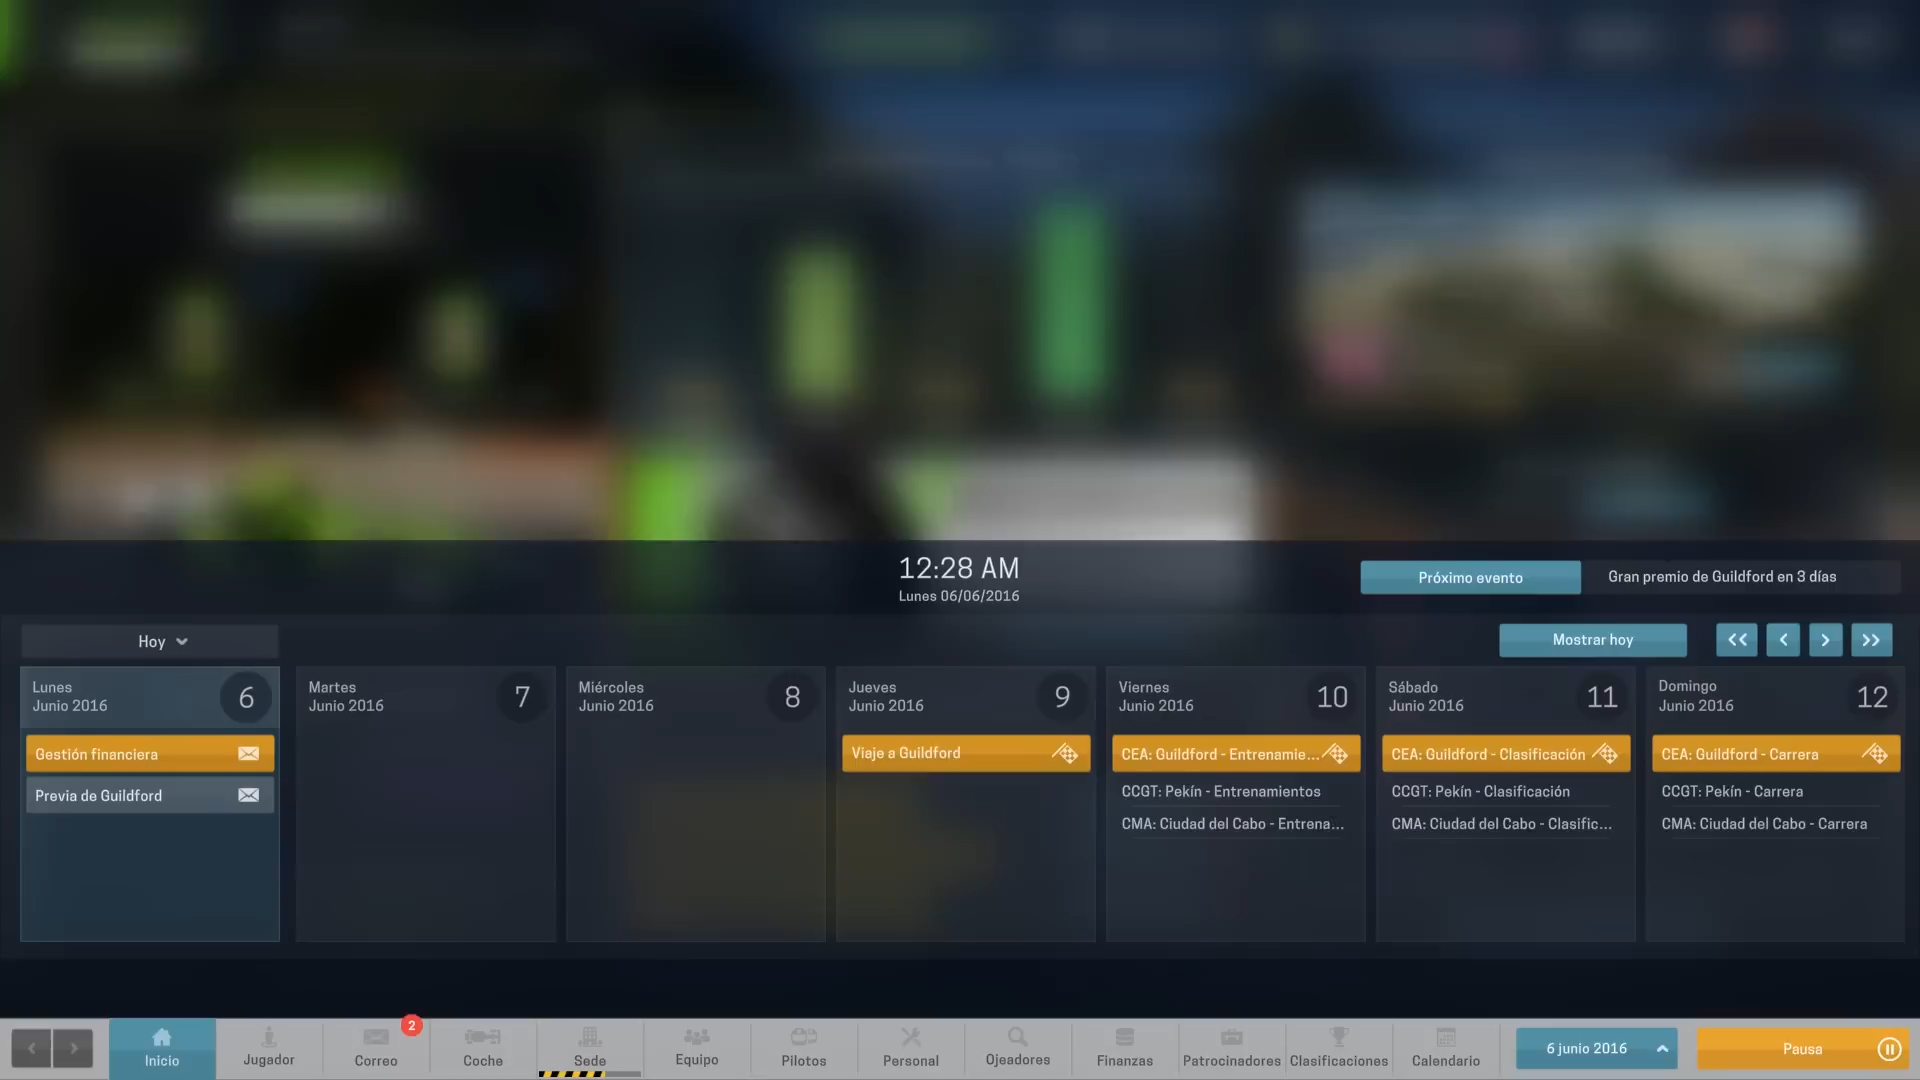 12:28 AM
Lunes 06/06/2016
Próximo evento
Gran premio de Guildford en 3 días
Hoy
Mostrar hoy
Lunes
Junio 2016
6
Gestión financiera
Previa de Guildford
Martes
Junio 2016
7
Miércoles
Junio 2016
8
Jueves
Junio 2016
9
Viaje a Guildford
Viernes
Junio 2016
10
CEA: Guildford - Entrenamie...
CCGT: Pekín - Entrenamientos
CMA: Ciudad del Cabo - Entrena...
Sábado
Junio 2016
11
CEA: Guildford - Clasificación
CCGT: Pekín - Clasificación
CMA: Ciudad del Cabo - Clasific...
Domingo
Junio 2016
12
CEA: Guildford - Carrera
CCGT: Pekín - Carrera
CMA: Ciudad del Cabo - Carrera
Inicio
Jugador
2
Correo
Coche
Sede
Equipo
Pilotos
Personal
Ojeadores
Finanzas
Patrocinadores
Clasificaciones
Calendario
6 junio 2016
Pausa